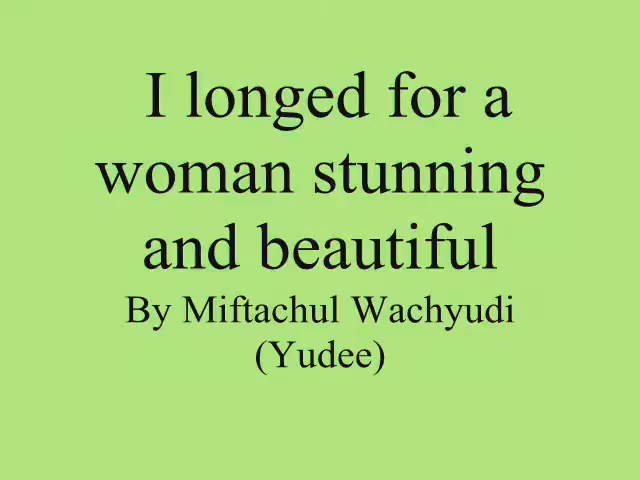 I longed for a
woman stunning
and beautiful
By Miftachul Wachyudi
(Yudee)